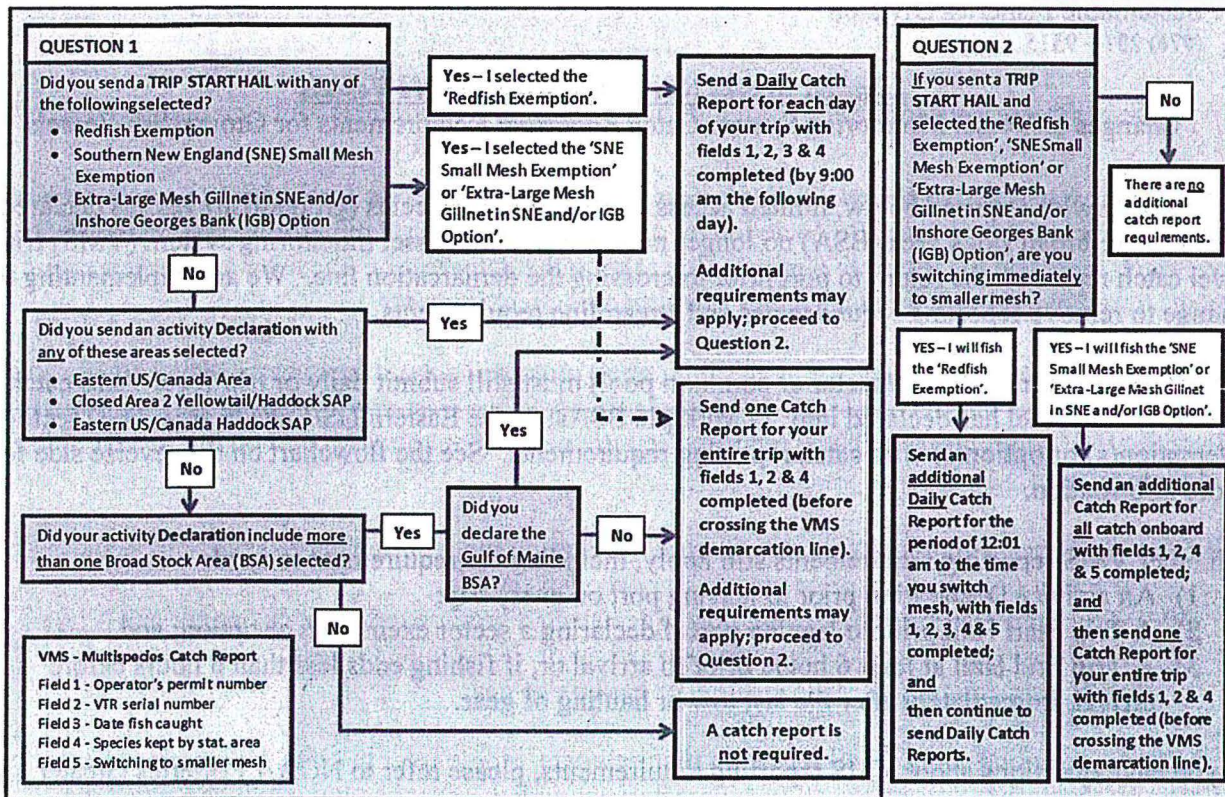 QUESTION 1
Did you send a TRIP START HAIL with any of
the following selected?
• Redfish Exemption
• Southern New England (SNE) Small Mesh
Exemption
• Extra-Large Mesh Gillnet in SNE and/or
Inshore Georges Bank (IGB) Option
Yes – I selected the
'Redfish Exemption'.
Yes – I selected the 'SNE
Small Mesh Exemption'
or 'Extra-Large Mesh
Gillnet in SNE and/or IGB
Option'.
No
Did you send an activity Declaration with
any of these areas selected?
• Eastern US/Canada Area
• Closed Area 2 Yellowtail/Haddock SAP
• Eastern US/Canada Haddock SAP
Yes
No
Did your activity Declaration include more
than one Broad Stock Area (BSA) selected?
Yes
Did you
declare the
Gulf of Maine
BSA?
Yes
No
No
Send a Daily Catch
Report for each day
of your trip with
fields 1, 2, 3 & 4
completed (by 9:00
am the following
day).
Additional
requirements may
apply; proceed to
Question 2.
Send one Catch
Report for your
entire trip with
fields 1, 2 & 4
completed (before
crossing the VMS
demarcation line).
Additional
requirements may
apply; proceed to
Question 2.
A catch report is
not required.
VMS - Multispecies Catch Report
Field 1 - Operator's permit number
Field 2 - VTR serial number
Field 3 - Date fish caught
Field 4 - Species kept by stat. area
Field 5 - Switching to smaller mesh
QUESTION 2
If you sent a TRIP
START HAIL and
selected the 'Redfish
Exemption', 'SNE Small
Mesh Exemption' or
'Extra-Large Mesh
Gillnet in SNE and/or
Inshore Georges Bank
(IGB) Option', are you
switching immediately
to smaller mesh?
No
There are no
additional
catch report
requirements.
YES – I will fish
the 'Redfish
Exemption'.
YES – I will fish the 'SNE
Small Mesh Exemption' or
'Extra-Large Mesh Gillnet
in SNE and/or IGB Option'.
Send an
additional
Daily Catch
Report for the
period of 12:01
am to the time
you switch
mesh, with fields
1, 2, 3, 4 & 5
completed;
and
then continue to
send Daily Catch
Reports.
Send an additional
Catch Report for
all catch onboard
with fields 1, 2, 4
& 5 completed;
and
then send one
Catch Report for
your entire trip
with fields 1, 2 & 4
completed (before
crossing the VMS
demarcation line).